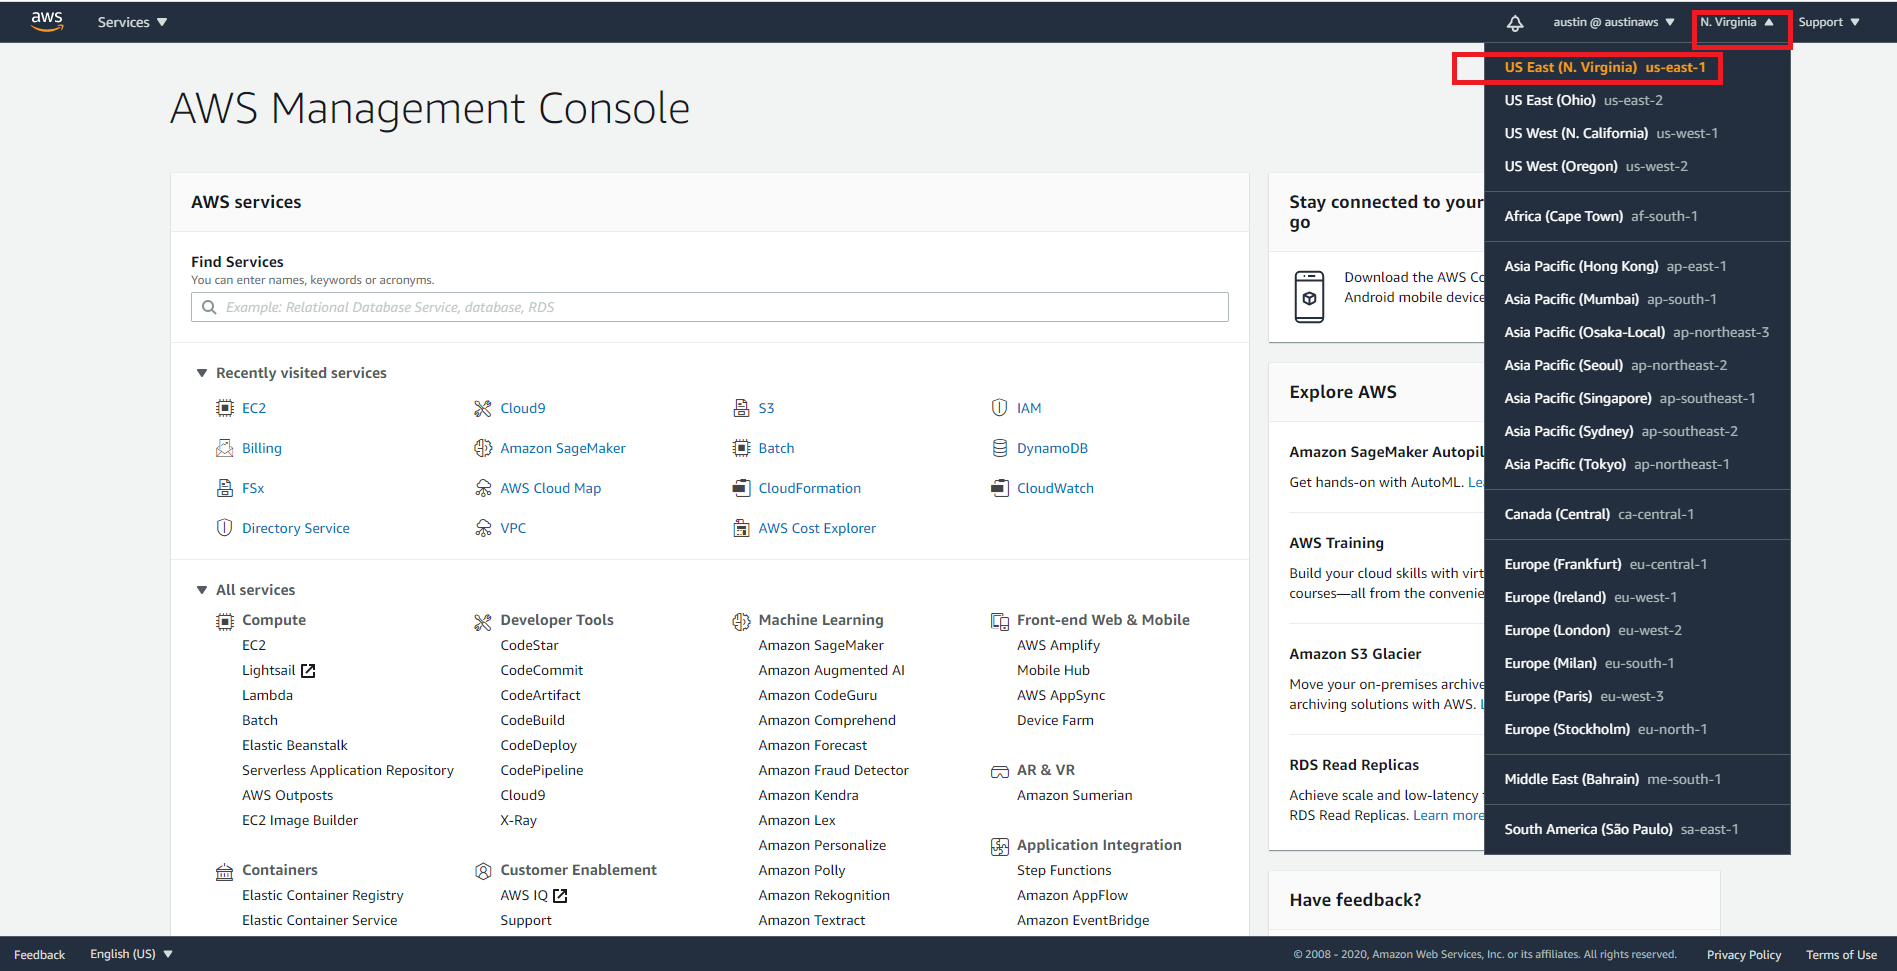 aws
Services
austin @ austinaws
N. Virginia
Support
AWS Management Console
AWS services
Find Services
You can enter names, keywords or acronyms.
Example: Relational Database Service, database, RDS
Recently visited services
EC2
Cloud9
S3
IAM
Billing
Amazon SageMaker
Batch
DynamoDB
FSx
AWS Cloud Map
CloudFormation
CloudWatch
Directory Service
VPC
AWS Cost Explorer
All services
Compute
EC2
Lightsail
Lambda
Batch
Elastic Beanstalk
Serverless Application Repository
AWS Outposts
EC2 Image Builder
Containers
Elastic Container Registry
Elastic Container Service
Developer Tools
CodeStar
CodeCommit
CodeArtifact
CodeBuild
CodeDeploy
CodePipeline
Cloud9
X-Ray
Customer Enablement
AWS IQ
Support
Machine Learning
Amazon SageMaker
Amazon Augmented AI
Amazon CodeGuru
Amazon Comprehend
Amazon Forecast
Amazon Fraud Detector
Amazon Kendra
Amazon Lex
Amazon Personalize
Amazon Polly
Amazon Rekognition
Amazon Textract
Front-end Web & Mobile
AWS Amplify
Mobile Hub
AWS AppSync
Device Farm
AR & VR
Amazon Sumerian
Application Integration
Step Functions
Amazon AppFlow
Amazon EventBridge
Stay connected to your
go
Download the AWS Co
Android mobile device
Explore AWS
Amazon SageMaker Autopil
Get hands-on with AutoML. Le
AWS Training
Build your cloud skills with virt
courses—all from the convenie
Amazon S3 Glacier
Move your on-premises archive
archiving solutions with AWS.
RDS Read Replicas
Achieve scale and low-latency
RDS Read Replicas. Learn more
Have feedback?
US East (N. Virginia) us-east-1
US East (Ohio) us-east-2
US West (N. California) us-west-1
US West (Oregon) us-west-2
Africa (Cape Town) af-south-1
Asia Pacific (Hong Kong) ap-east-1
Asia Pacific (Mumbai) ap-south-1
Asia Pacific (Osaka-Local) ap-northeast-3
Asia Pacific (Seoul) ap-northeast-2
Asia Pacific (Singapore) ap-southeast-1
Asia Pacific (Sydney) ap-southeast-2
Asia Pacific (Tokyo) ap-northeast-1
Canada (Central) ca-central-1
Europe (Frankfurt) eu-central-1
Europe (Ireland) eu-west-1
Europe (London) eu-west-2
Europe (Milan) eu-south-1
Europe (Paris) eu-west-3
Europe (Stockholm) eu-north-1
Middle East (Bahrain) me-south-1
South America (São Paulo) sa-east-1
Feedback
English (US)
© 2008 - 2020, Amazon Web Services, Inc. or its affiliates. All rights reserved.
Privacy Policy
Terms of Use